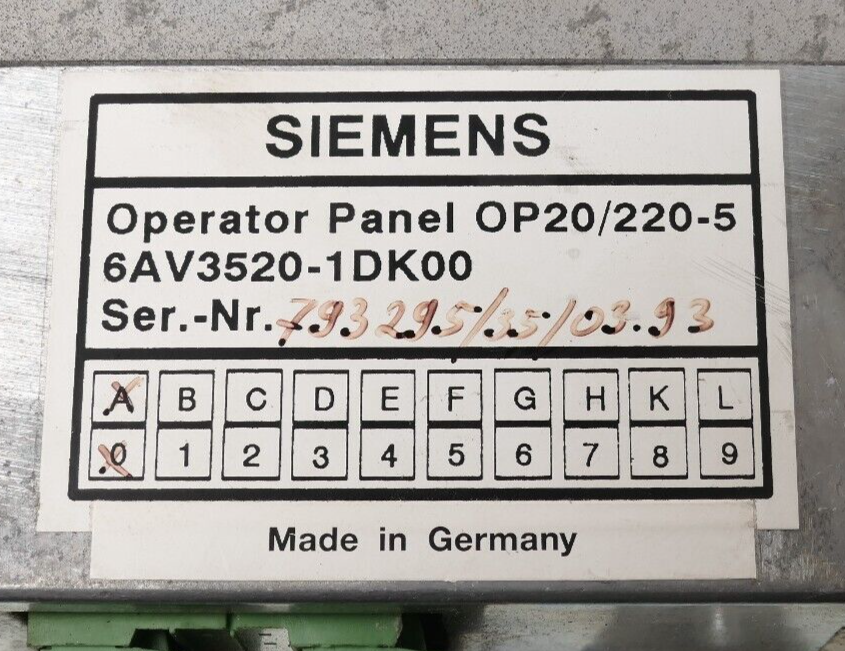 SIEMENS
Operator Panel OP20/220-5
6AV3520-1DK00
Ser.-Nr. 793295/35/03.93
A B C D E F G H K L
0 1 2 3 4 5 6 7 8 9
Made in Germany